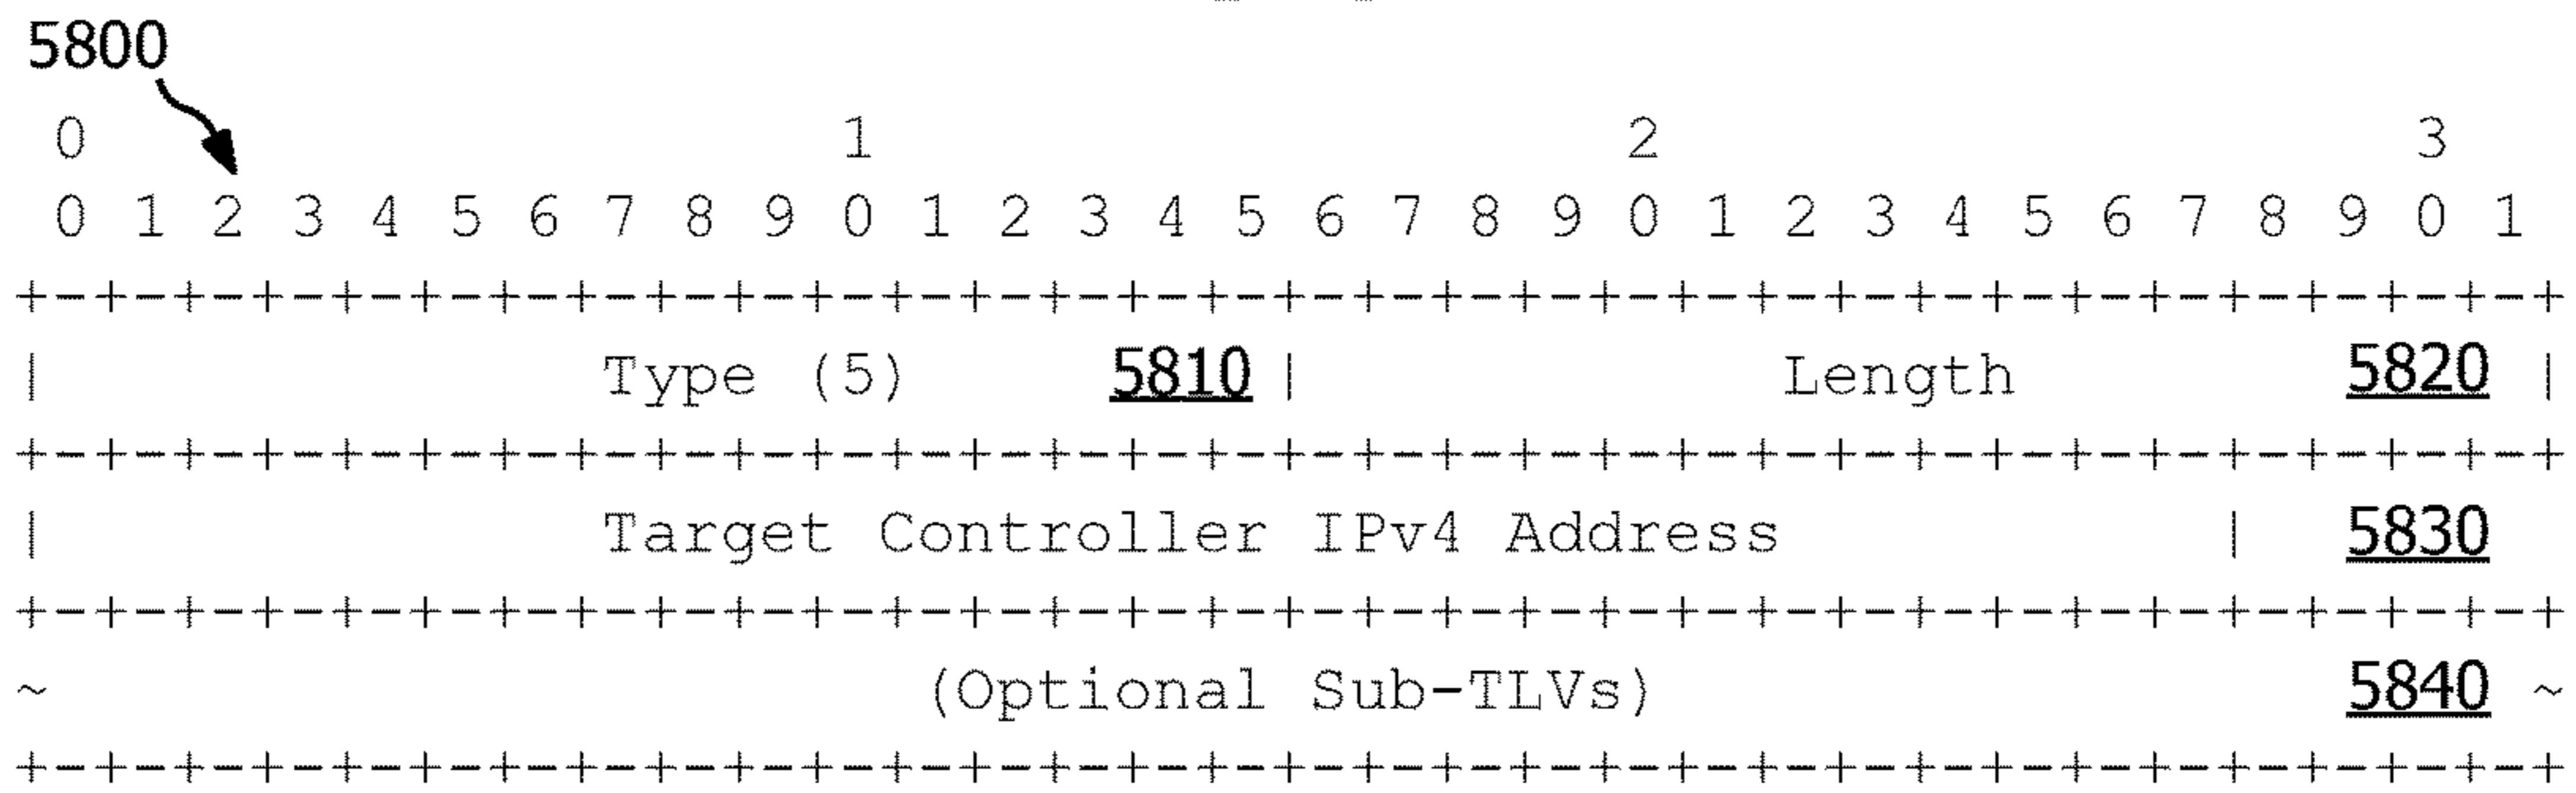 5800
0 1 2 3
0 1 2 3 4 5 6 7 8 9 0 1 2 3 4 5 6 7 8 9 0 1 2 3 4 5 6 7 8 9 0 1
+-+-+-+-+-+-+-+-+-+-+-+-+-+-+-+-+-+-+-+-+-+-+-+-+-+-+-+-+-+-+-+-+
| Type (5) 5810 | Length 5820 |
+-+-+-+-+-+-+-+-+-+-+-+-+-+-+-+-+-+-+-+-+-+-+-+-+-+-+-+-+-+-+-+-+
| Target Controller IPv4 Address | 5830
+-+-+-+-+-+-+-+-+-+-+-+-+-+-+-+-+-+-+-+-+-+-+-+-+-+-+-+-+-+-+-+-+
~ (Optional Sub-TLVs) 5840 ~
+-+-+-+-+-+-+-+-+-+-+-+-+-+-+-+-+-+-+-+-+-+-+-+-+-+-+-+-+-+-+-+-+